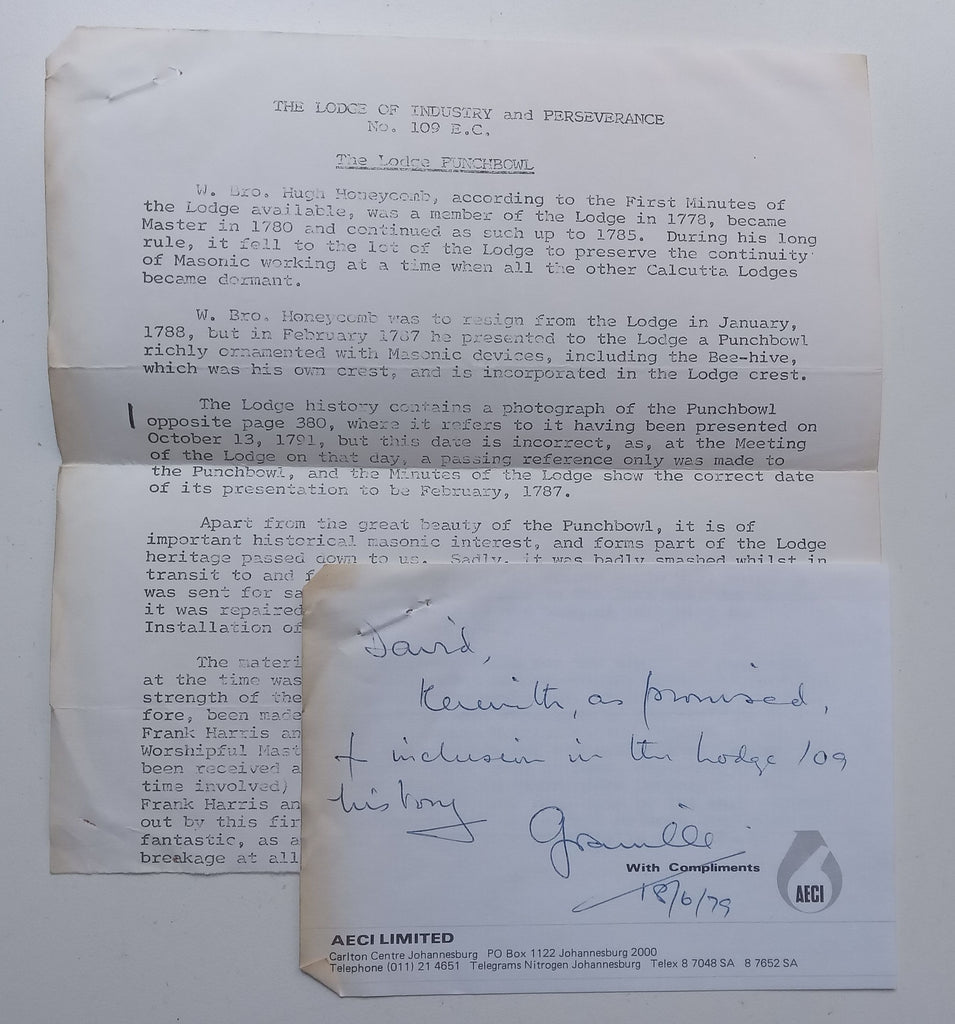 THE LODGE OF INDUSTRY and PERSEVERANCE
No. 109 E.C.
The Lodge PUNCHBOWL
W. Bro. Hugh Honeycomb, according to the First Minutes of
the Lodge available, was a member of the Lodge in 1778, became
Master in 1780 and continued as such up to 1785. During his long
rule, it fell to the lot of the Lodge to preserve the continuity
of Masonic working at a time when all the other Calcutta Lodges
became dormant.
W. Bro. Honeycomb was to resign from the Lodge in January,
1788, but in February 1787 he presented to the Lodge a Punchbowl
richly ornamented with Masonic devices, including the Bee-hive,
which was his own crest, and is incorporated in the Lodge crest.
The Lodge history contains a photograph of the Punchbowl
opposite page 380, where it refers to it having been presented on
October 13, 1791, but this date is incorrect, as, at the Meeting
of the Lodge on that day, a passing reference only was made to
the Punchbowl, and the Minutes of the Lodge show the correct date
of its presentation to be February, 1787.
Apart from the great beauty of the Punchbowl, it is of
important historical masonic interest, and forms part of the Lodge
heritage passed down to us. Sadly, it was badly smashed whilst in
transit to and f
was sent for sa
it was repaired
Installation of
The materi
at the time was
strength of the
fore, been made
Frank Harris an
Worshipful Mast
been received a
time involved)
Frank Harris an
out by this fir
fantastic, as a
breakage at all
David,
Herewith, as promised,
f inclusion in the Lodge 109
history
Granville
With Compliments
18/6/79
AECI
AECI LIMITED
Carlton Centre Johannesburg PO Box 1122 Johannesburg 2000
Telephone (011) 21 4651 Telegrams Nitrogen Johannesburg Telex 8 7048 SA 8 7652 SA